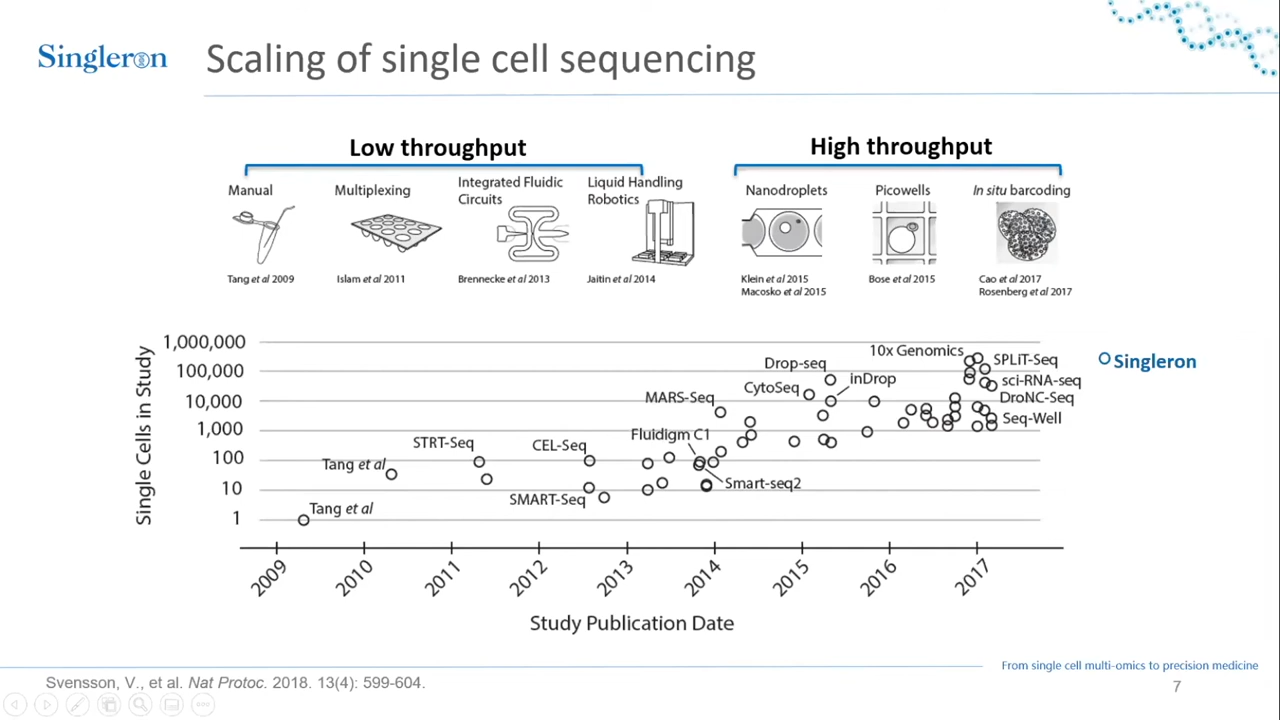 Singleron
Scaling of single cell sequencing
Low throughput
High throughput
Manual
Multiplexing
Integrated Fluidic
Circuits
Liquid Handling
Robotics
Nanodroplets
Picowells
In situ barcoding
Tang et al 2009
Islam et al 2011
Brennecke et al 2013
Jaitin et al 2014
Klein et al 2015
Macosko et al 2015
Bose et al 2015
Cao et al 2017
Rosenberg et al 2017
Single Cells in Study
1,000,000
100,000
10,000
1,000
100
10
1
Tang et al
Tang et al
STRT-Seq
CEL-Seq
SMART-Seq
Fluidigm C1
Smart-seq2
MARS-Seq
CytoSeq
Drop-seq
inDrop
10x Genomics
SPLiT-Seq
sci-RNA-seq
DroNC-Seq
Seq-Well
Singleron
2009
2010
2011
2012
2013
2014
2015
2016
2017
Study Publication Date
From single cell multi-omics to precision medicine
Svensson, V., et al. Nat Protoc. 2018. 13(4): 599-604.
7